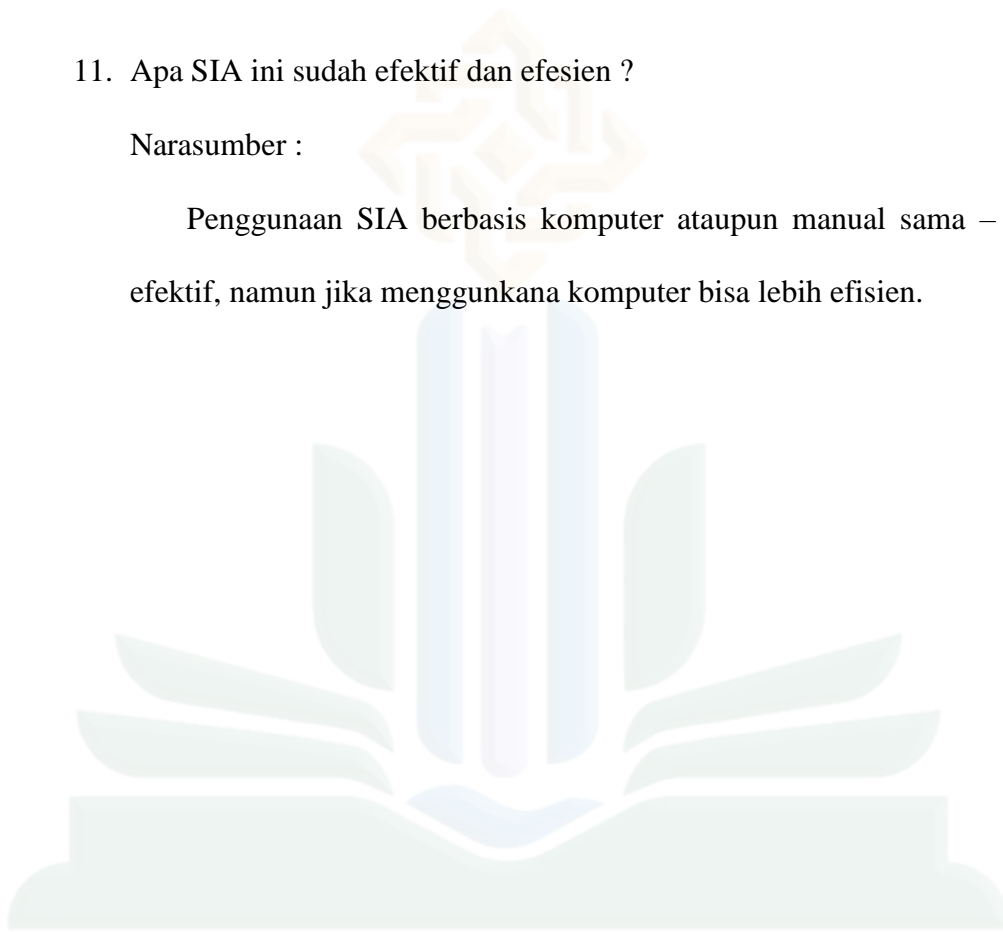 11. Apa SIA ini sudah efektif dan efesien ?
Narasumber :
Penggunaan SIA berbasis komputer ataupun manual sama –
efektif, namun jika menggunkana komputer bisa lebih efisien.